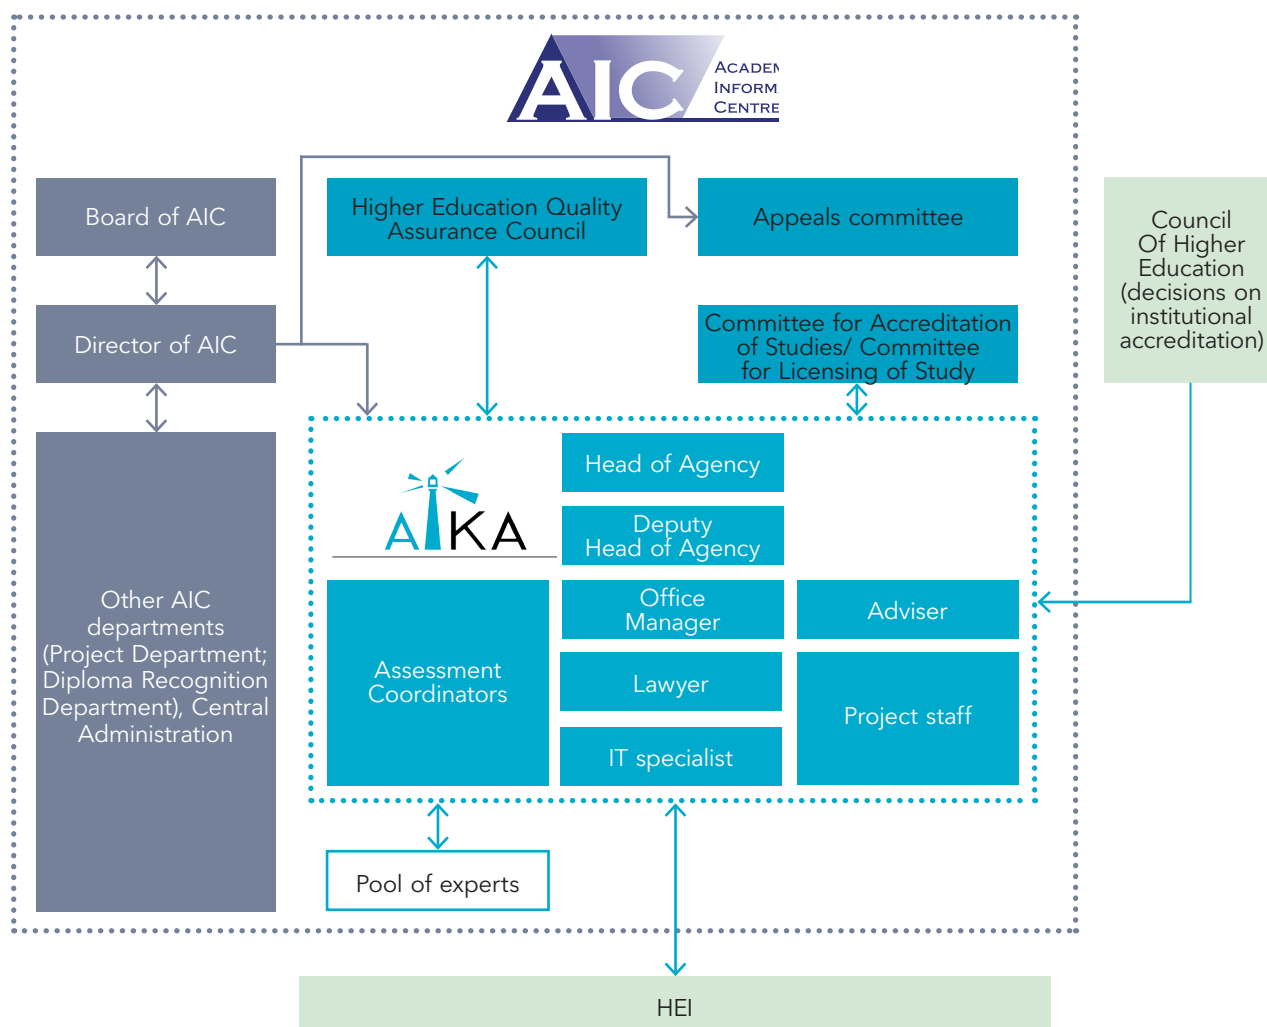 AIC
CENTRE
Board of AIC
Higher Education Quality
Assurance Council
Appeals committee
Council
Of Higher
Education
(decisions on
institutional
accreditation)
Director of AIC
Committee for Accreditation
of Studies/ Committee
for Licensing of Study
Head of Agency
AIKA
Deputy
Head of Agency
Other AIC
departments
(Project Department;
Diploma Recognition
Department), Central
Administration
Assessment
Coordinators
Office
Manager
Adviser
Lawyer
Project staff
IT specialist
Pool of experts
HEI